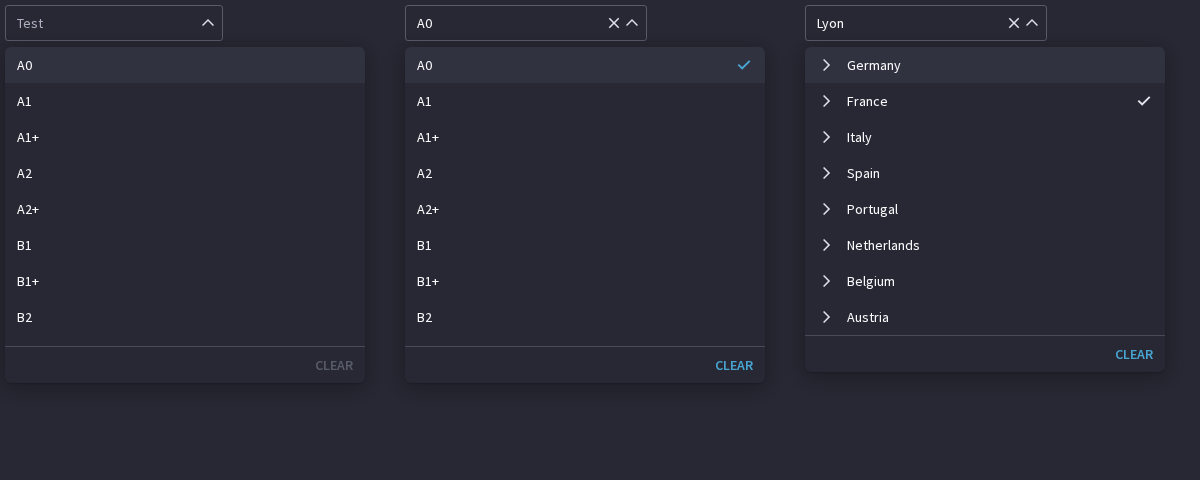 Test
A0
A1
A1+
A2
A2+
B1
B1+
B2
CLEAR
A0
A0
A1
A1+
A2
A2+
B1
B1+
B2
CLEAR
Lyon
Germany
France
Italy
Spain
Portugal
Netherlands
Belgium
Austria
CLEAR